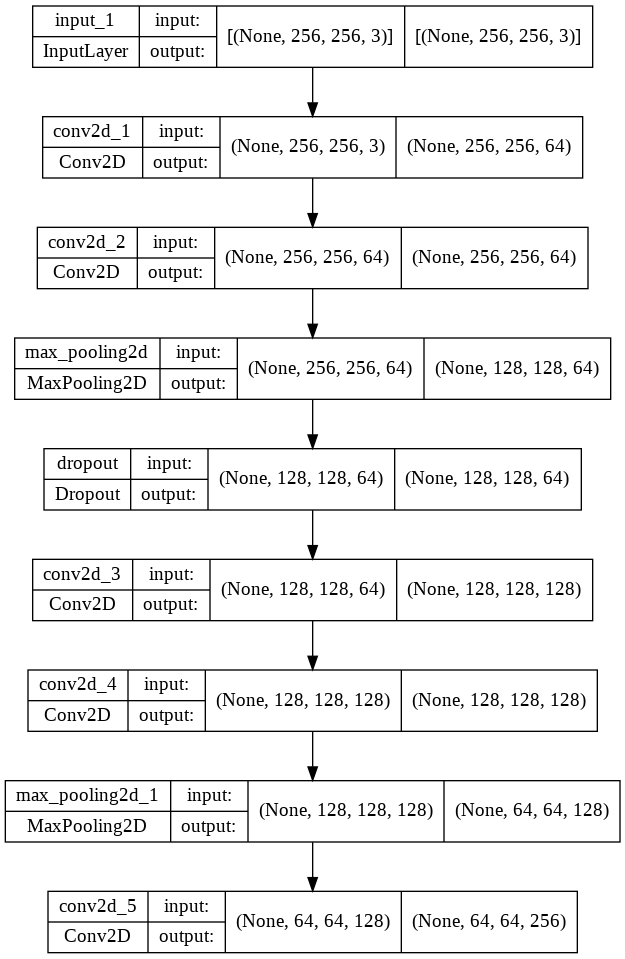 input_1 input: [(None, 256, 256, 3)] [(None, 256, 256, 3)]
InputLayer output:
conv2d_1 input: (None, 256, 256, 3) (None, 256, 256, 64)
Conv2D output:
conv2d_2 input: (None, 256, 256, 64) (None, 256, 256, 64)
Conv2D output:
max_pooling2d input: (None, 256, 256, 64) (None, 128, 128, 64)
MaxPooling2D output:
dropout input: (None, 128, 128, 64) (None, 128, 128, 64)
Dropout output:
conv2d_3 input: (None, 128, 128, 64) (None, 128, 128, 128)
Conv2D output:
conv2d_4 input: (None, 128, 128, 128) (None, 128, 128, 128)
Conv2D output:
max_pooling2d_1 input: (None, 128, 128, 128) (None, 64, 64, 128)
MaxPooling2D output:
conv2d_5 input: (None, 64, 64, 128) (None, 64, 64, 256)
Conv2D output: